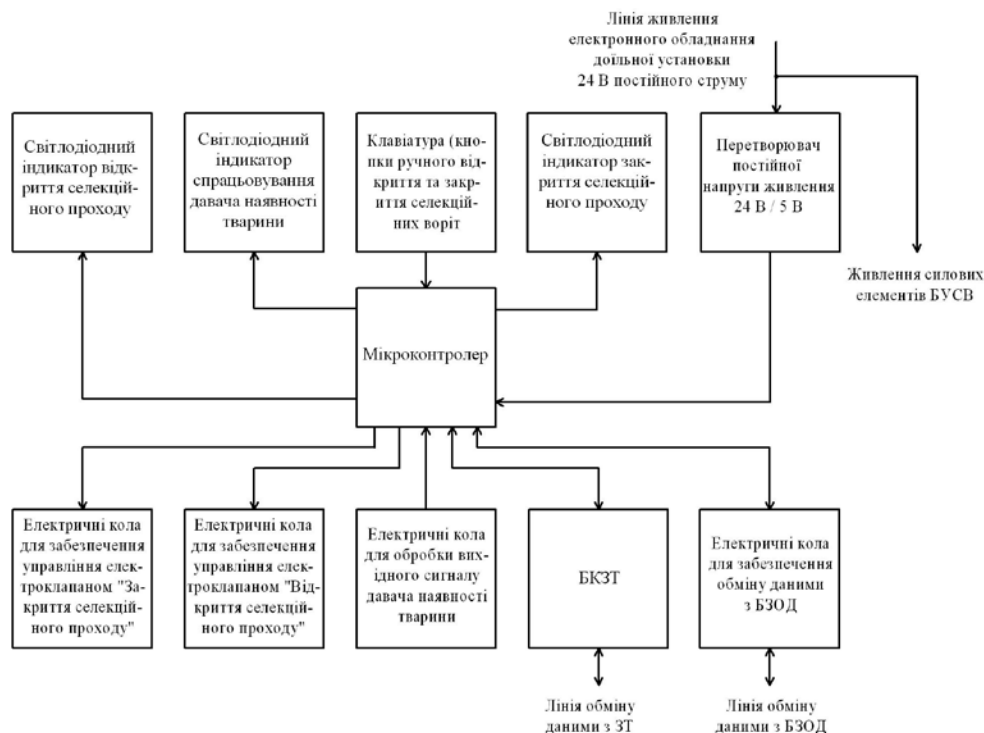 Лінія живлення
електронного обладнання
доїльної установки
24 В постійного струму
Світлодіодний
індикатор відк-
риття селекцій-
ного проходу
Світлодіодний
індикатор
спрацьовування
давача наявності
тварини
Клавіатура (кно-
пки ручного від-
криття та зак-
риття селекцій-
них воріт)
Світлодіодний
індикатор зак-
риття селекцій-
ного проходу
Перетворювач
постійної
напруги живлення
24 В / 5 В
Живлення силових
елементів БУСВ
Мікроконтролер
Електричні кола
для забезпечення
управління елек-
троклапаном "За-
криття селекцій-
ного проходу"
Електричні кола
для забезпечення
управління елек-
троклапаном "Від-
криття селекцій-
ного проходу"
Електричні кола
для обробки вих-
ідного сигналу
давача наявності
тварини
БКЗТ
Електричні кола
для забезпечення
обміну даними
з БЗОД
Лінія обміну
даними з ЗТ
Лінія обміну
даними з БЗОД